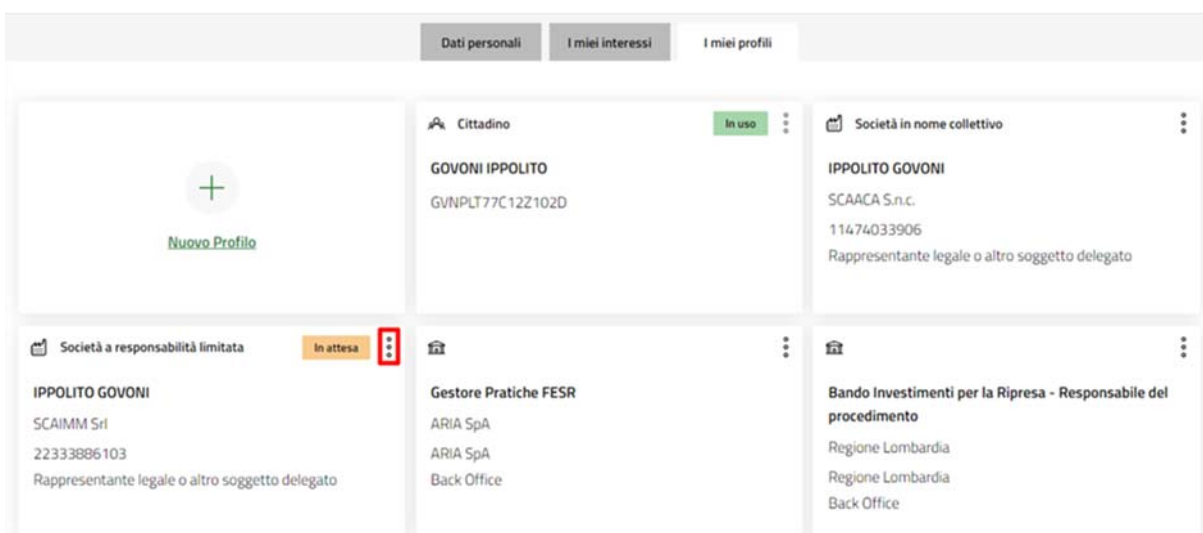 Dati personali
I miei interessi
I miei profili
Nuovo Profilo
Cittadino
In uso
GOVONI IPPOLITO
GVNPLT77C12Z102D
Società in nome collettivo
IPPOLITO GOVONI
SCAACA S.n.c.
11474033906
Rappresentante legale o altro soggetto delegato
Società a responsabilità limitata
In attesa
IPPOLITO GOVONI
SCAIMM Srl
22333886103
Rappresentante legale o altro soggetto delegato
Gestore Pratiche FESR
ARIA SpA
ARIA SpA
Back Office
Bando Investimenti per la Ripresa - Responsabile del
procedimento
Regione Lombardia
Regione Lombardia
Back Office